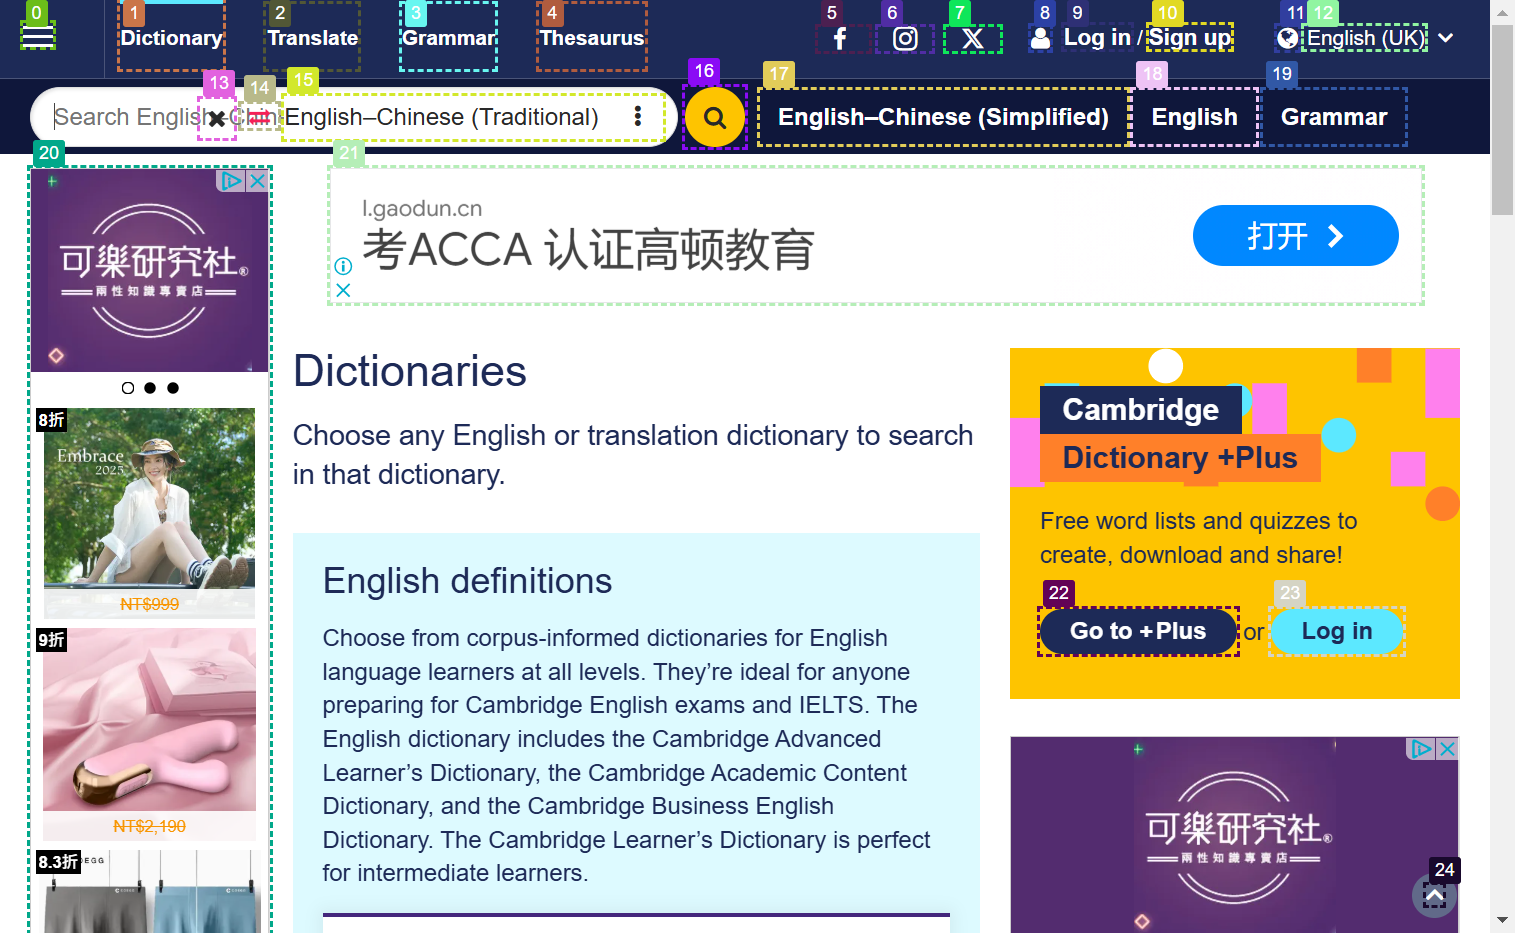 0
1
2
3
4
5
6
7
8
9
10
11
12
Dictionary
Translate
Grammar
Thesaurus
Log in / Sign up
English (UK)
13
14
15
16
17
18
19
Search English–Chin
English–Chinese (Traditional)
English–Chinese (Simplified)
English
Grammar
20
21
可樂研究社®
兩性知識專賣店
l.gaodun.cn
考ACCA 认证高顿教育
打开
8折
Embrace
2025
NT$999
9折
NT$2,190
8.3折
Dictionaries
Choose any English or translation dictionary to search
in that dictionary.
English definitions
Choose from corpus-informed dictionaries for English
language learners at all levels. They’re ideal for anyone
preparing for Cambridge English exams and IELTS. The
English dictionary includes the Cambridge Advanced
Learner’s Dictionary, the Cambridge Academic Content
Dictionary, and the Cambridge Business English
Dictionary. The Cambridge Learner’s Dictionary is perfect
for intermediate learners.
Cambridge
Dictionary +Plus
Free word lists and quizzes to
create, download and share!
22
23
Go to +Plus or Log in
可樂研究社®
兩性知識專賣店
24